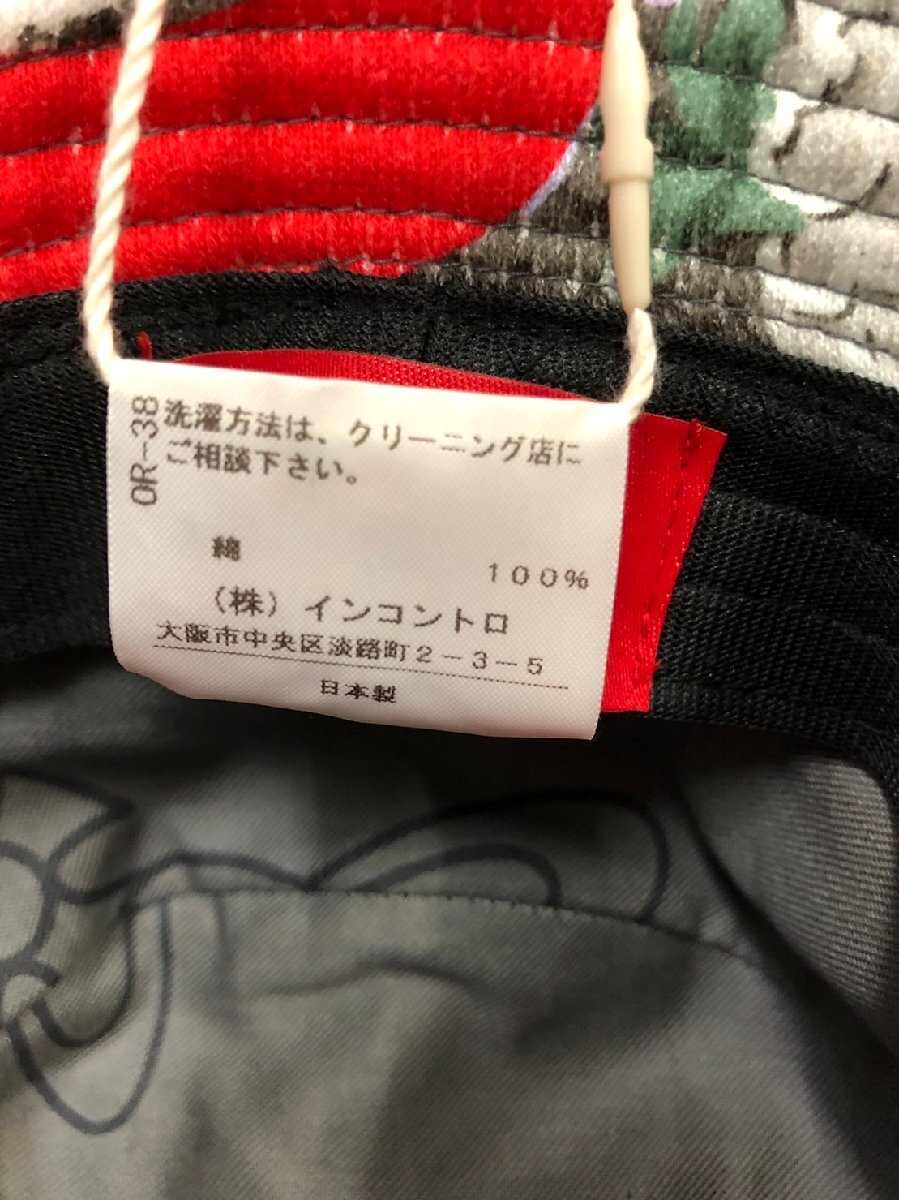 OR-38
洗濯方法は、クリーニング店に
ご相談下さい。
綿 100%
（株）インコントロ
大阪市中央区淡路町2-3-5
日本製